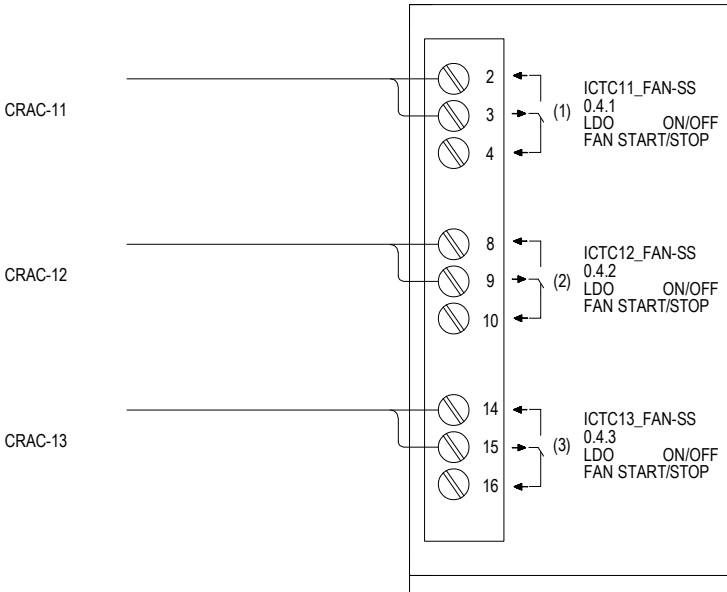 CRAC-11
2
3
4
(1)
ICTC11_FAN-SS
0.4.1
LDO ON/OFF
FAN START/STOP
CRAC-12
8
9
10
(2)
ICTC12_FAN-SS
0.4.2
LDO ON/OFF
FAN START/STOP
CRAC-13
14
15
16
(3)
ICTC13_FAN-SS
0.4.3
LDO ON/OFF
FAN START/STOP